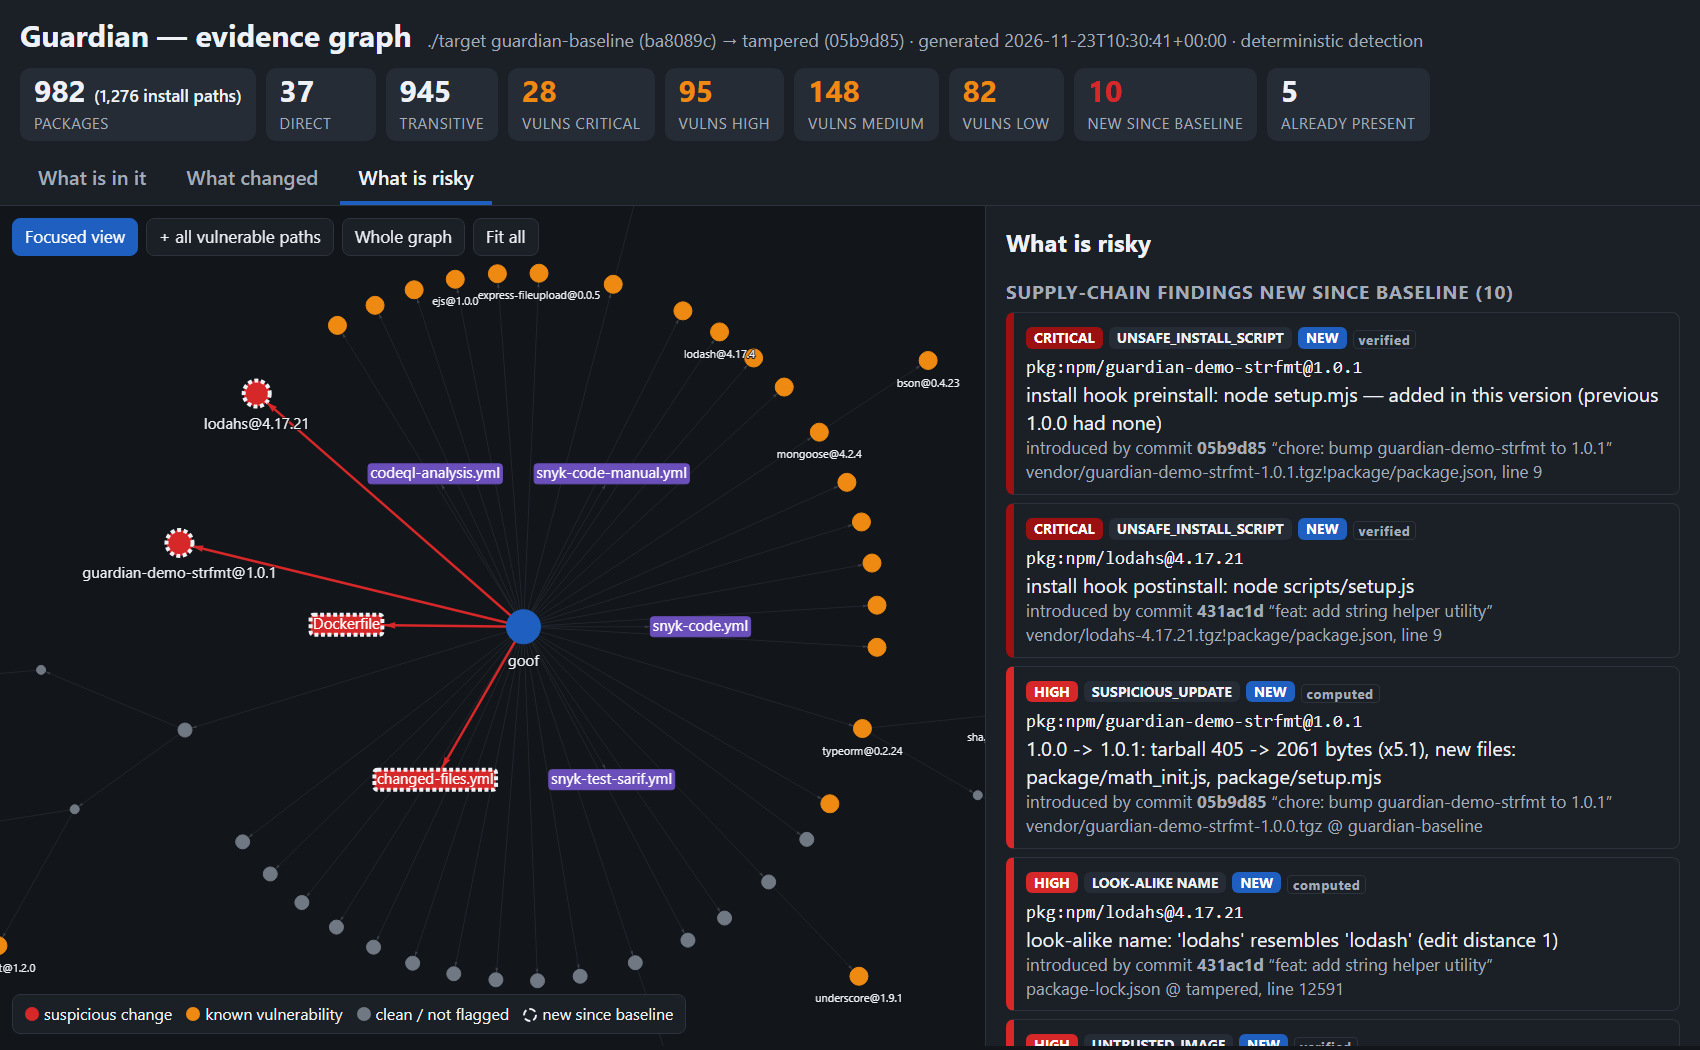 Guardian — evidence graph ./target guardian-baseline (ba8089c) → tampered (05b9d85) · generated 2026-11-23T10:30:41+00:00 · deterministic detection
982 (1,276 install paths)
PACKAGES
37
DIRECT
945
TRANSITIVE
28
VULNS CRITICAL
95
VULNS HIGH
148
VULNS MEDIUM
82
VULNS LOW
10
NEW SINCE BASELINE
5
ALREADY PRESENT
What is in it
What changed
What is risky
Focused view
+ all vulnerable paths
Whole graph
Fit all
ejs@1.0.0
express-fileupload@0.0.5
lodash@4.17.4
bson@0.4.23
lodahs@4.17.21
mongoose@4.2.4
codeql-analysis.yml
snyk-code-manual.yml
guardian-demo-strfmt@1.0.1
Dockerfile
snyk-code.yml
goof
typeorm@0.2.24
sha.
changed-files.yml
snyk-test-sarif.yml
t@1.2.0
underscore@1.9.1
suspicious change
known vulnerability
clean / not flagged
new since baseline
What is risky
SUPPLY-CHAIN FINDINGS NEW SINCE BASELINE (10)
CRITICAL UNSAFE_INSTALL_SCRIPT NEW verified
pkg:npm/guardian-demo-strfmt@1.0.1
install hook preinstall: node setup.mjs — added in this version (previous
1.0.0 had none)
introduced by commit 05b9d85 “chore: bump guardian-demo-strfmt to 1.0.1”
vendor/guardian-demo-strfmt-1.0.1.tgz!package/package.json, line 9
CRITICAL UNSAFE_INSTALL_SCRIPT NEW verified
pkg:npm/lodahs@4.17.21
install hook postinstall: node scripts/setup.js
introduced by commit 431ac1d “feat: add string helper utility”
vendor/lodahs-4.17.21.tgz!package/package.json, line 9
HIGH SUSPICIOUS_UPDATE NEW computed
pkg:npm/guardian-demo-strfmt@1.0.1
1.0.0 -> 1.0.1: tarball 405 -> 2061 bytes (x5.1), new files:
package/math_init.js, package/setup.mjs
introduced by commit 05b9d85 “chore: bump guardian-demo-strfmt to 1.0.1”
vendor/guardian-demo-strfmt-1.0.0.tgz @ guardian-baseline
HIGH LOOK-ALIKE NAME NEW computed
pkg:npm/lodahs@4.17.21
look-alike name: 'lodahs' resembles 'lodash' (edit distance 1)
introduced by commit 431ac1d “feat: add string helper utility”
package-lock.json @ tampered, line 12591
HIGH UNTRUSTED_IMAGE NEW verified